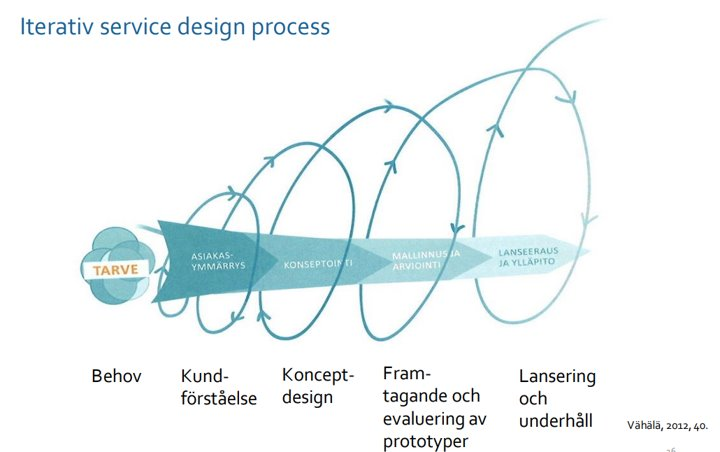 Iterativ service design process
TARVE
ASIAKAS-
YMMÄRRYS
KONSEPTOINTI
MALLINNUS JA
ARVIOINTI
LANSEERAUS
JA YLLÄPITO
Behov
Kund-
förståelse
Koncept-
design
Fram-
tagande och
evaluering av
prototyper
Lansering
och
underhåll
Vähälä, 2012, 40.